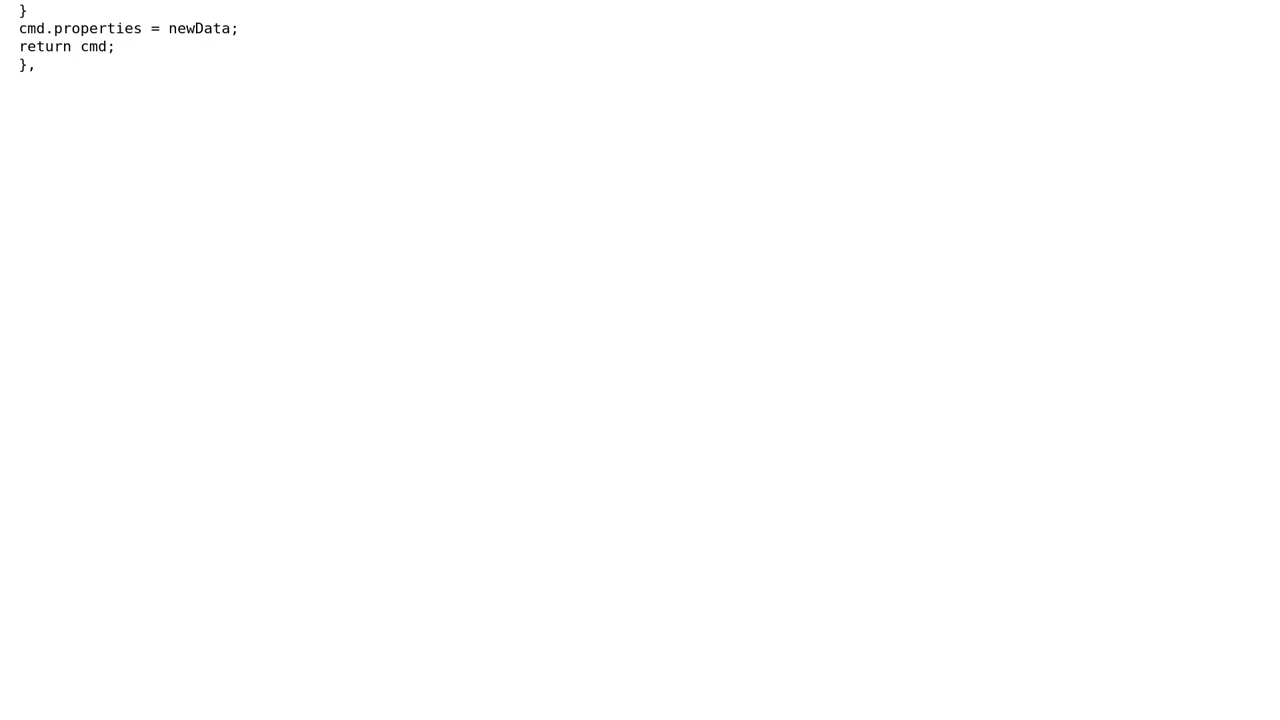 }
cmd.properties = newData;
return cmd;
},